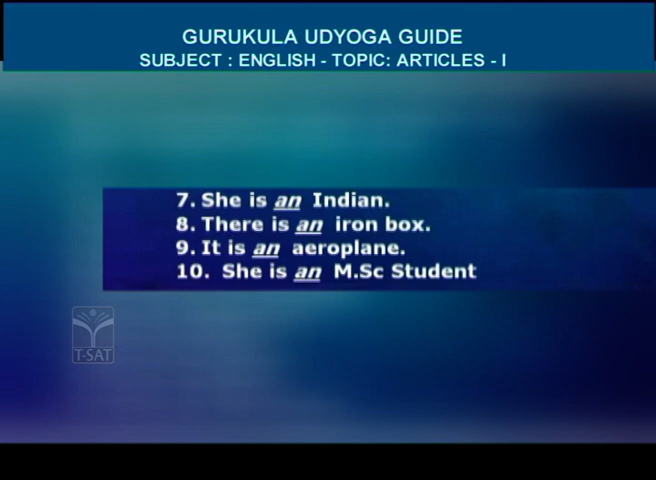 GURUKULA UDYOGA GUIDE
SUBJECT : ENGLISH - TOPIC: ARTICLES - I
7. She is an Indian.
8. There is an iron box.
9. It is an aeroplane.
10. She is an M.Sc Student
T-SAT